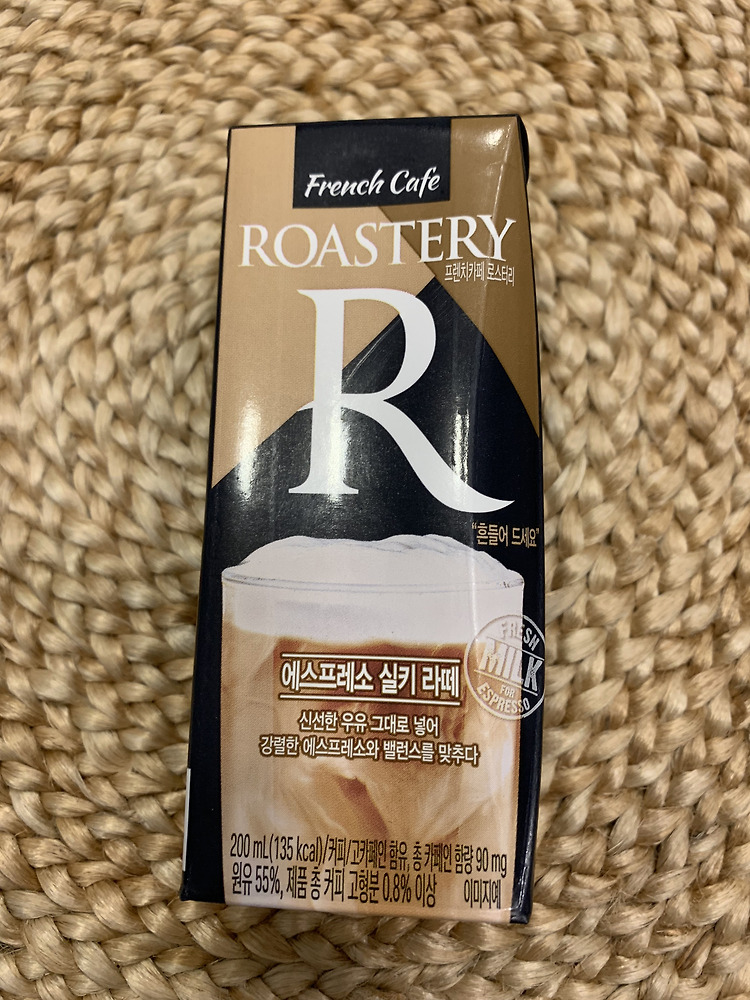 French Cafe
ROASTERY
프렌치카페 로스터리
R
"흔들어 드세요"
FRESH
MILK
FOR
ESPRESSO
에스프레소 실키 라떼
신선한 우유 그대로 넣어
강렬한 에스프레소와 밸런스를 맞추다
200 mL(135 kcal)/커피/고카페인 함유, 총 카페인 함량 90 mg
원유 55%, 제품 총 커피 고형분 0.8% 이상
이미지예